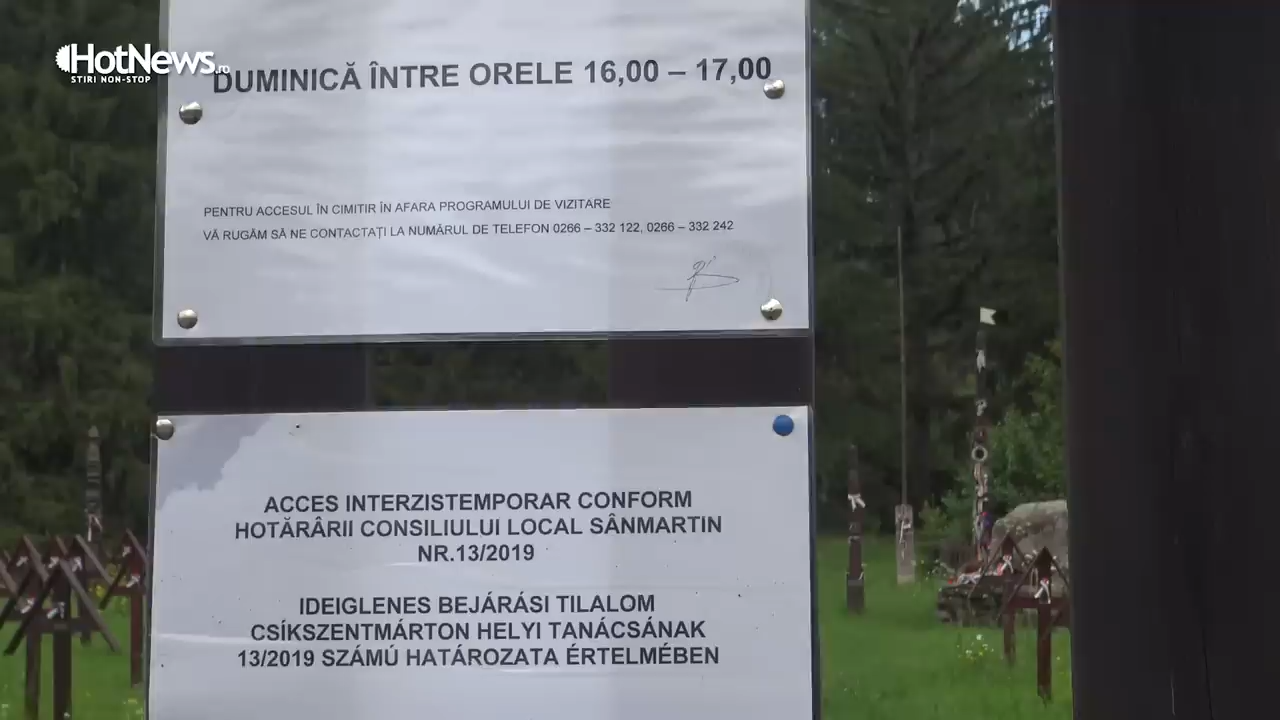 HotNews.ro
STIRI NON-STOP
DUMINICĂ ÎNTRE ORELE 16,00 – 17,00
PENTRU ACCESUL ÎN CIMITIR ÎN AFARA PROGRAMULUI DE VIZITARE
VĂ RUGĂM SĂ NE CONTACTAȚI LA NUMĂRUL DE TELEFON 0266 – 332 122, 0266 – 332 242
ACCES INTERZISTEMPORAR CONFORM
HOTĂRÂRII CONSILIULUI LOCAL SÂNMARTIN
NR.13/2019
IDEIGLENES BEJÁRÁSI TILALOM
CSÍKSZENTMÁRTON HELYI TANÁCSÁNAK
13/2019 SZÁMÚ HATÁROZATA ÉRTELMÉBEN